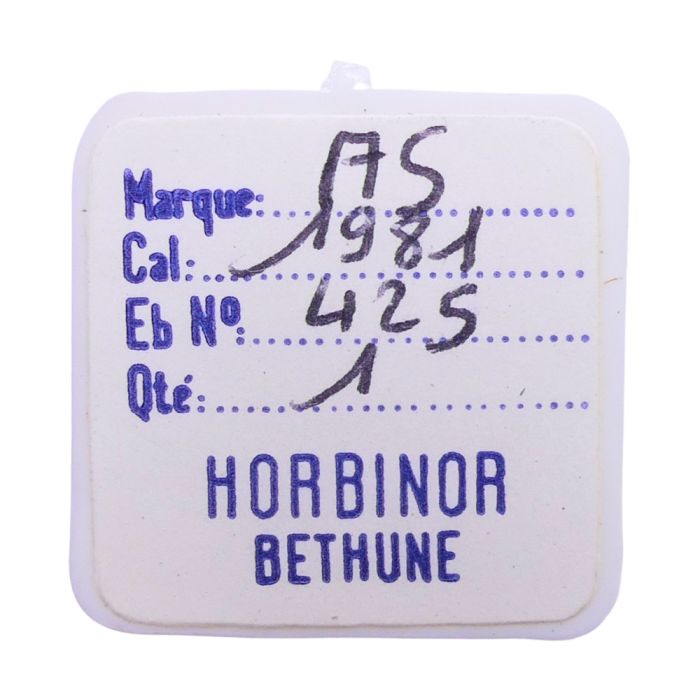 Marque: AS
Cal: 1981
Eb Nº: 425
Qté: 1
HORBINOR
BETHUNE